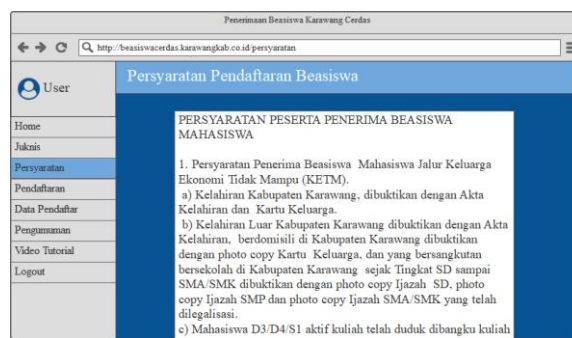 Penerimaan Beasiswa Karawang Cerdas
http://beasiswacerdas.karawangkab.co.id/persyaratan
User
Persyaratan Pendaftaran Beasiswa
Home
Juknis
Persyaratan
Pendaftaran
Data Pendaftar
Pengumuman
Video Tutorial
Logout
PERSYARATAN PESERTA PENERIMA BEASISWA
MAHASISWA
1. Persyaratan Penerima Beasiswa Mahasiswa Jalur Keluarga
Ekonomi Tidak Mampu (KETM).
a) Kelahiran Kabupaten Karawang, dibuktikan dengan Akta
Kelahiran dan Kartu Keluarga.
b) Kelahiran Luar Kabupaten Karawang dibuktikan dengan Akta
Kelahiran, berdomisili di Kabupaten Karawang dibuktikan
dengan photo copy Kartu Keluarga, dan yang bersangkutan
bersekolah di Kabupaten Karawang sejak Tingkat SD sampai
SMA/SMK dibuktikan dengan photo copy Ijazah SD, photo
copy Ijazah SMP dan photo copy Ijazah SMA/SMK yang telah
dilegalisasi.
c) Mahasiswa D3/D4/S1 aktif kuliah telah duduk dibangku kuliah